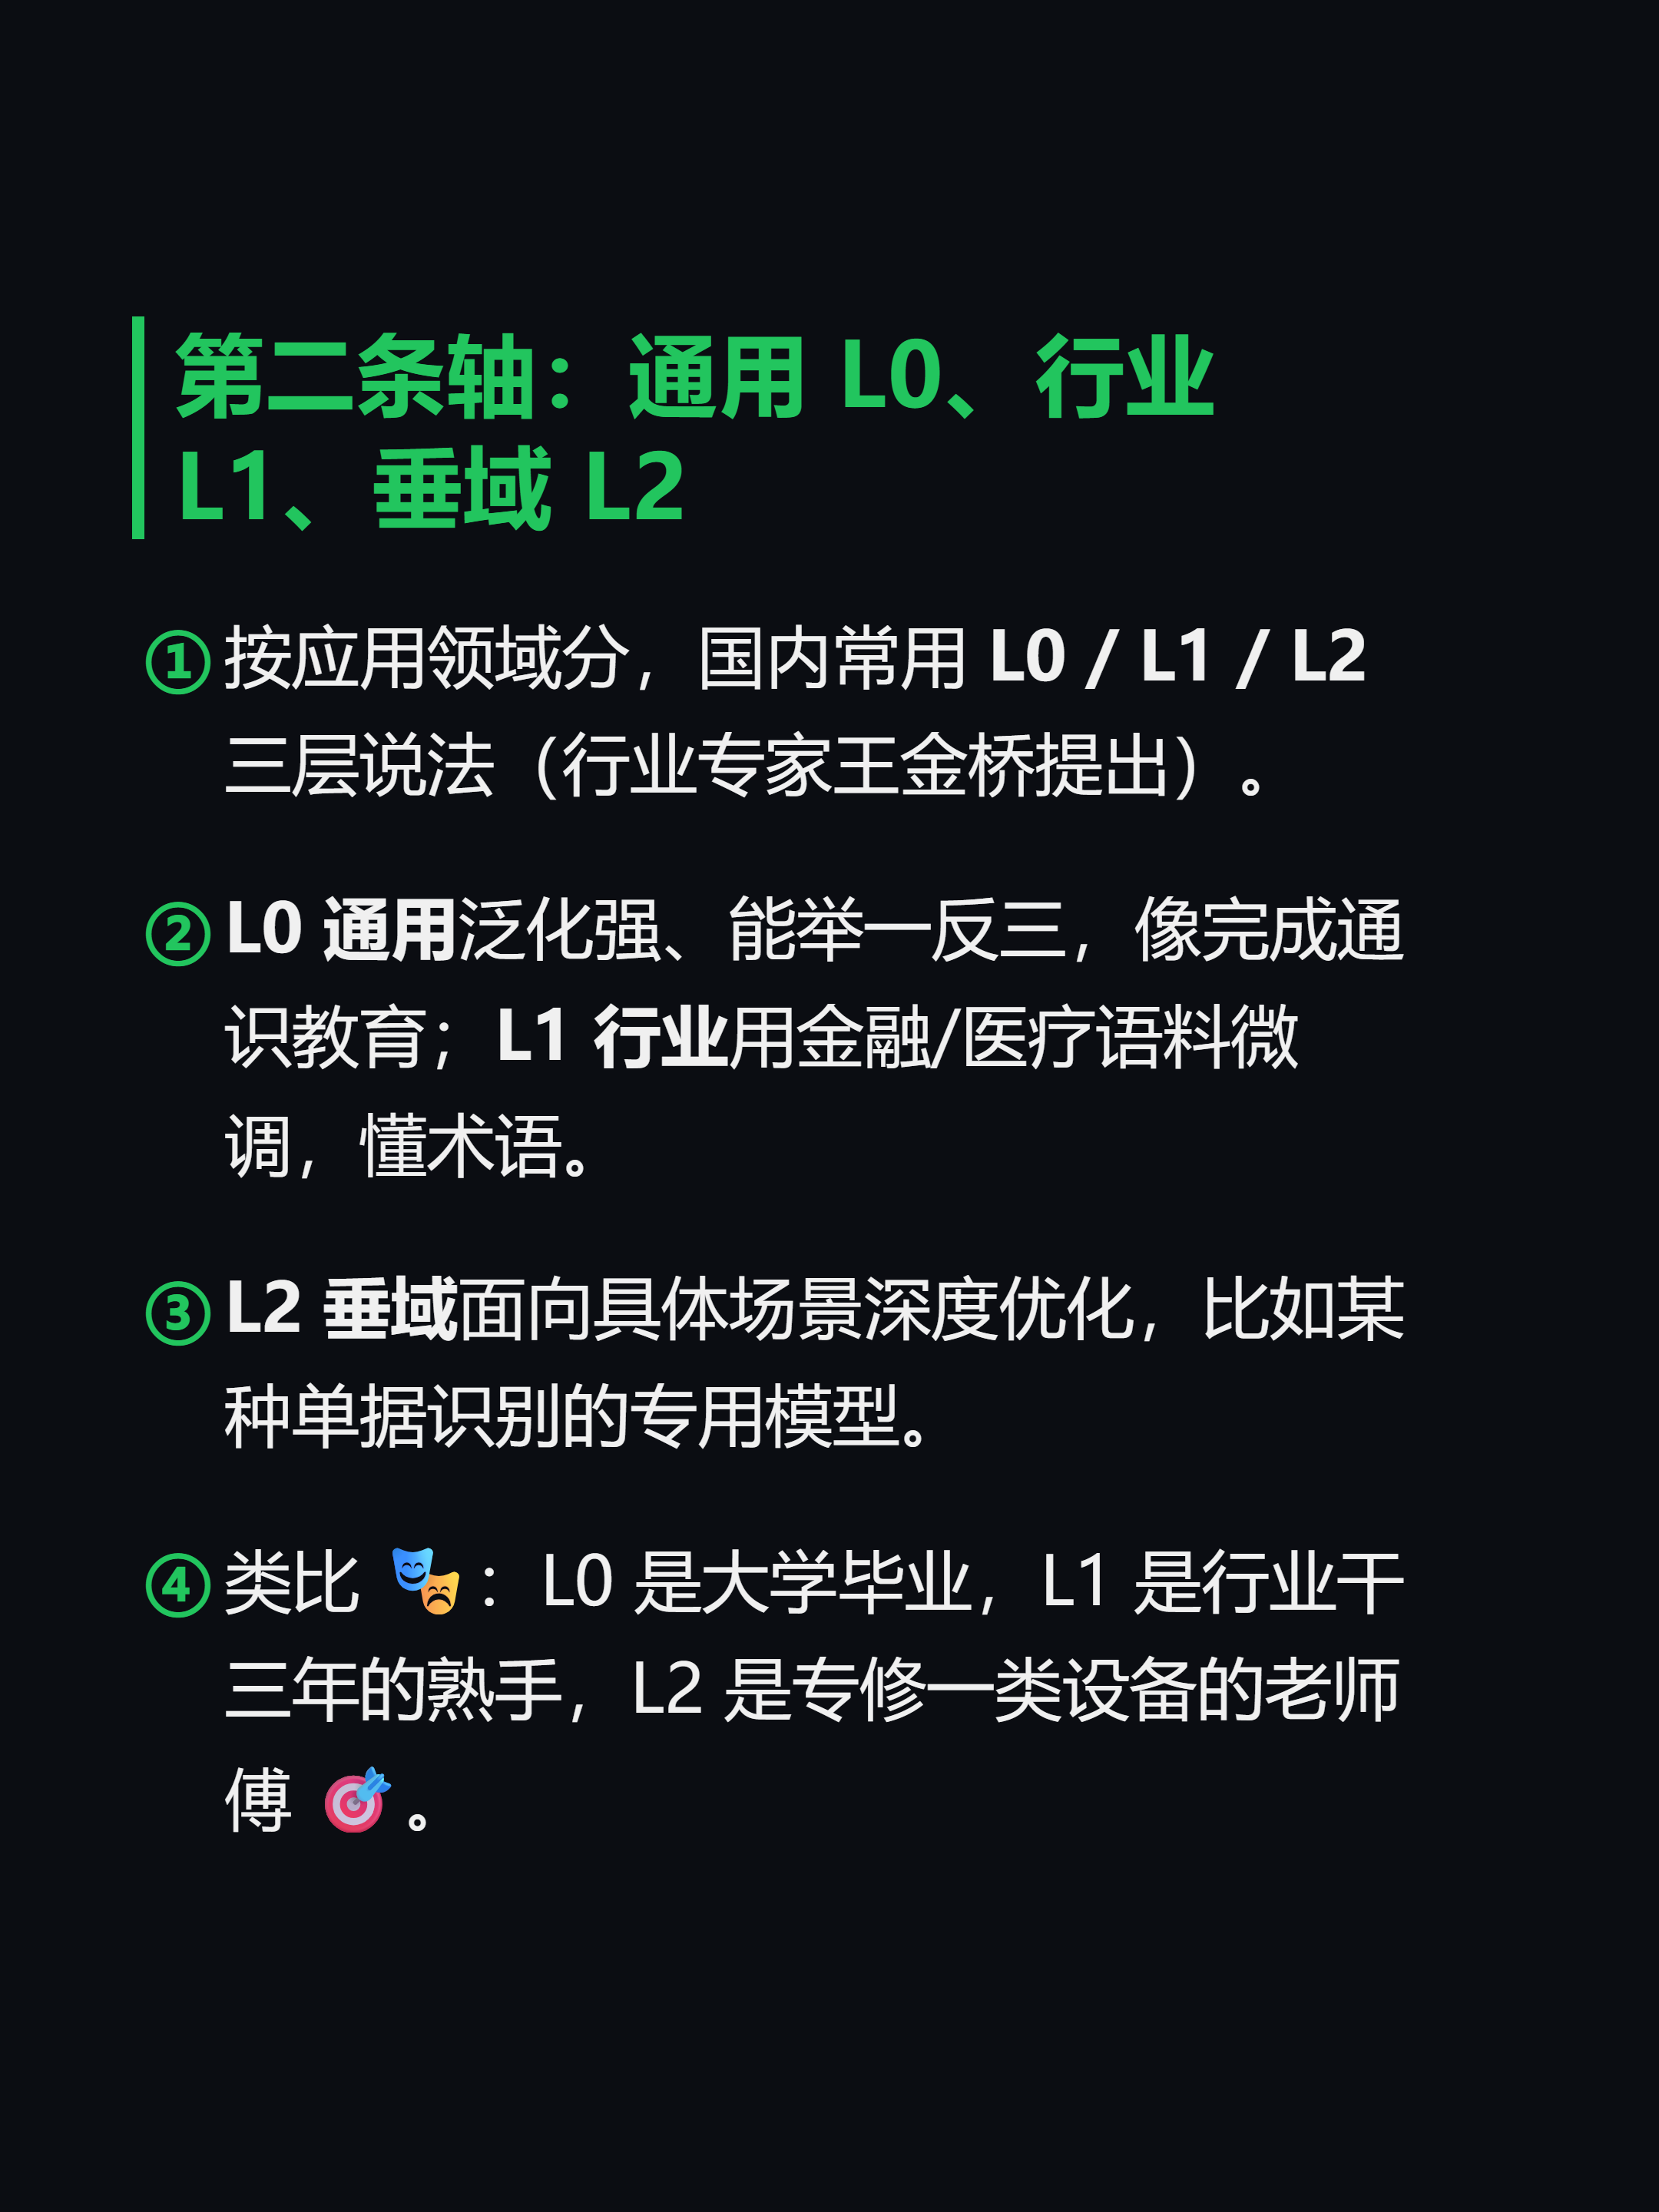 第二条轴：通用 L0、行业
L1、垂域 L2
① 按应用领域分，国内常用 L0 / L1 / L2
三层说法（行业专家王金桥提出）。
② L0 通用泛化强、能举一反三，像完成通
识教育；L1 行业用金融/医疗语料微
调，懂术语。
③ L2 垂域面向具体场景深度优化，比如某
种单据识别的专用模型。
④ 类比 🎭：L0 是大学毕业，L1 是行业干
三年的熟手，L2 是专修一类设备的老师
傅 🎯。